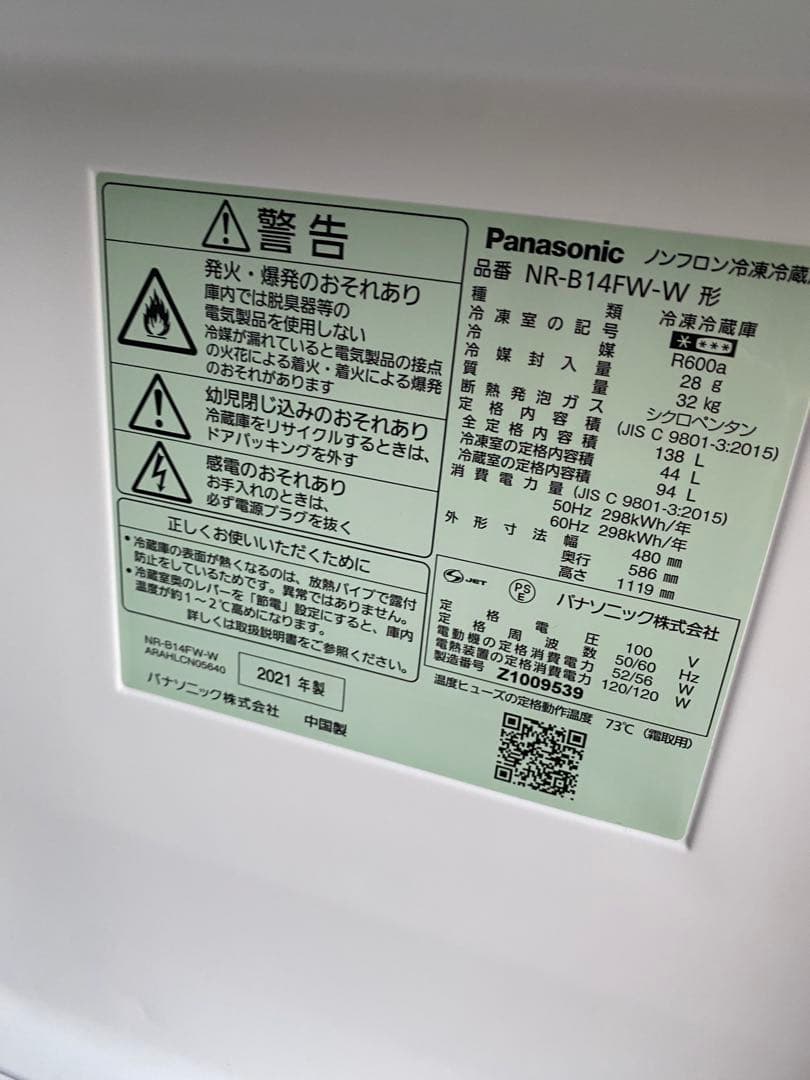 警告
発火・爆発のおそれあり
庫内では脱臭器等の
電気製品を使用しない
冷媒が漏れていると電気製品の接点
の火花による着火・着火による爆発
のおそれがあります
幼児閉じ込みのおそれあり
冷蔵庫をリサイクルするときは、
ドアパッキングを外す
感電のおそれあり
お手入れのときは、
必ず電源プラグを抜く
正しくお使いいただくために
•冷蔵庫の表面が熱くなるのは、放熱パイプで露付
防止をしているためです。異常ではありません。
•冷蔵室奥のレバーを「節電」設定にすると、庫内
温度が約1～2℃高めになります。
詳しくは取扱説明書をご参照ください。
NR-B14FW-W
ARAHLCN05640
2021年製
パナソニック株式会社 中国製
Panasonic ノンフロン冷凍冷蔵
品番 NR-B14FW-W 形
種類 冷凍冷蔵庫
冷凍室の記号 ＊***
冷媒 R600a
冷媒封入量 28 g
質量 32 kg
断熱発泡ガス シクロペンタン
定格内容積 (JIS C 9801-3:2015)
全定格内容積 138 L
冷凍室の定格内容積 44 L
冷蔵室の定格内容積 94 L
消費電力量 (JIS C 9801-3:2015)
50Hz 298kWh/年
60Hz 298kWh/年
外形寸法 幅 480 mm
奥行 586 mm
高さ 1119 mm
S JET PS E パナソニック株式会社
定格電圧 100 V
定格周波数 50/60 Hz
電動機の定格消費電力 52/56 W
電熱装置の定格消費電力 120/120 W
製造番号 Z1009539
温度ヒューズの定格動作温度 73℃ (霜取用)